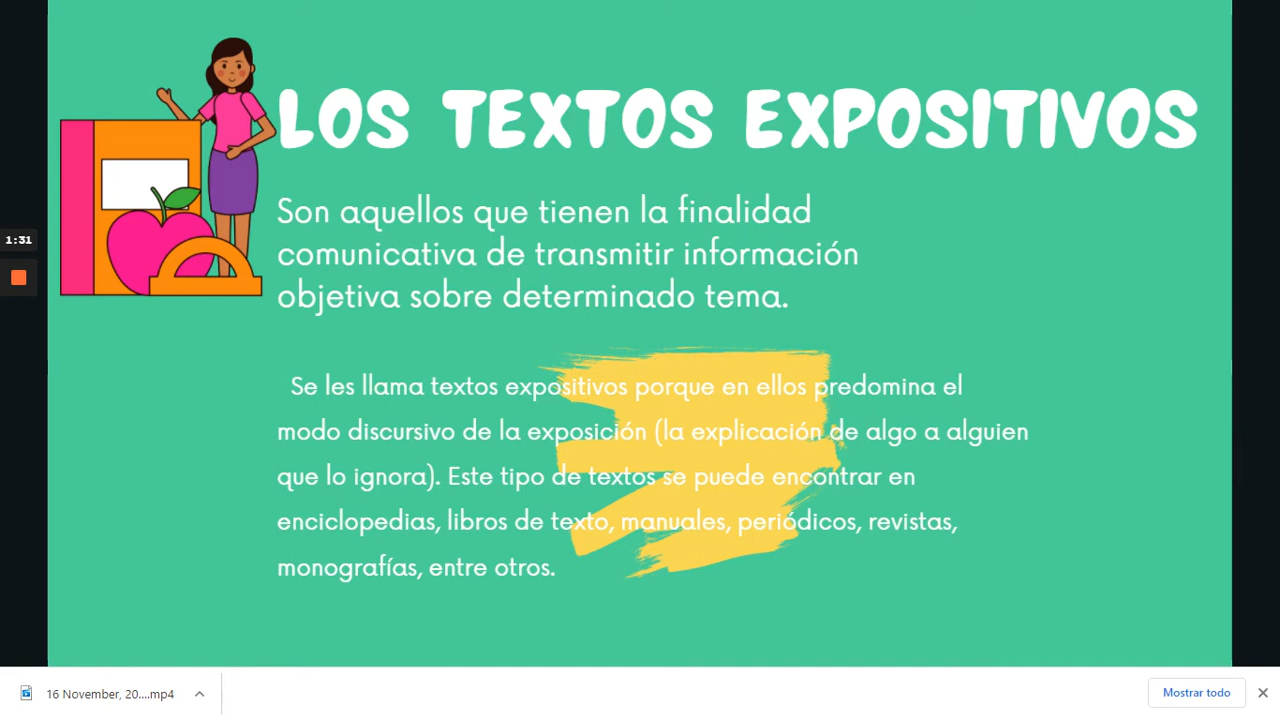 LOS TEXTOS EXPOSITIVOS
Son aquellos que tienen la finalidad
comunicativa de transmitir información
objetiva sobre determinado tema.
1:31
Se les llama textos expositivos porque en ellos predomina el
modo discursivo de la exposición (la explicación de algo a alguien
que lo ignora). Este tipo de textos se puede encontrar en
enciclopedias, libros de texto, manuales, periódicos, revistas,
monografías, entre otros.
16 November, 20....mp4
Mostrar todo